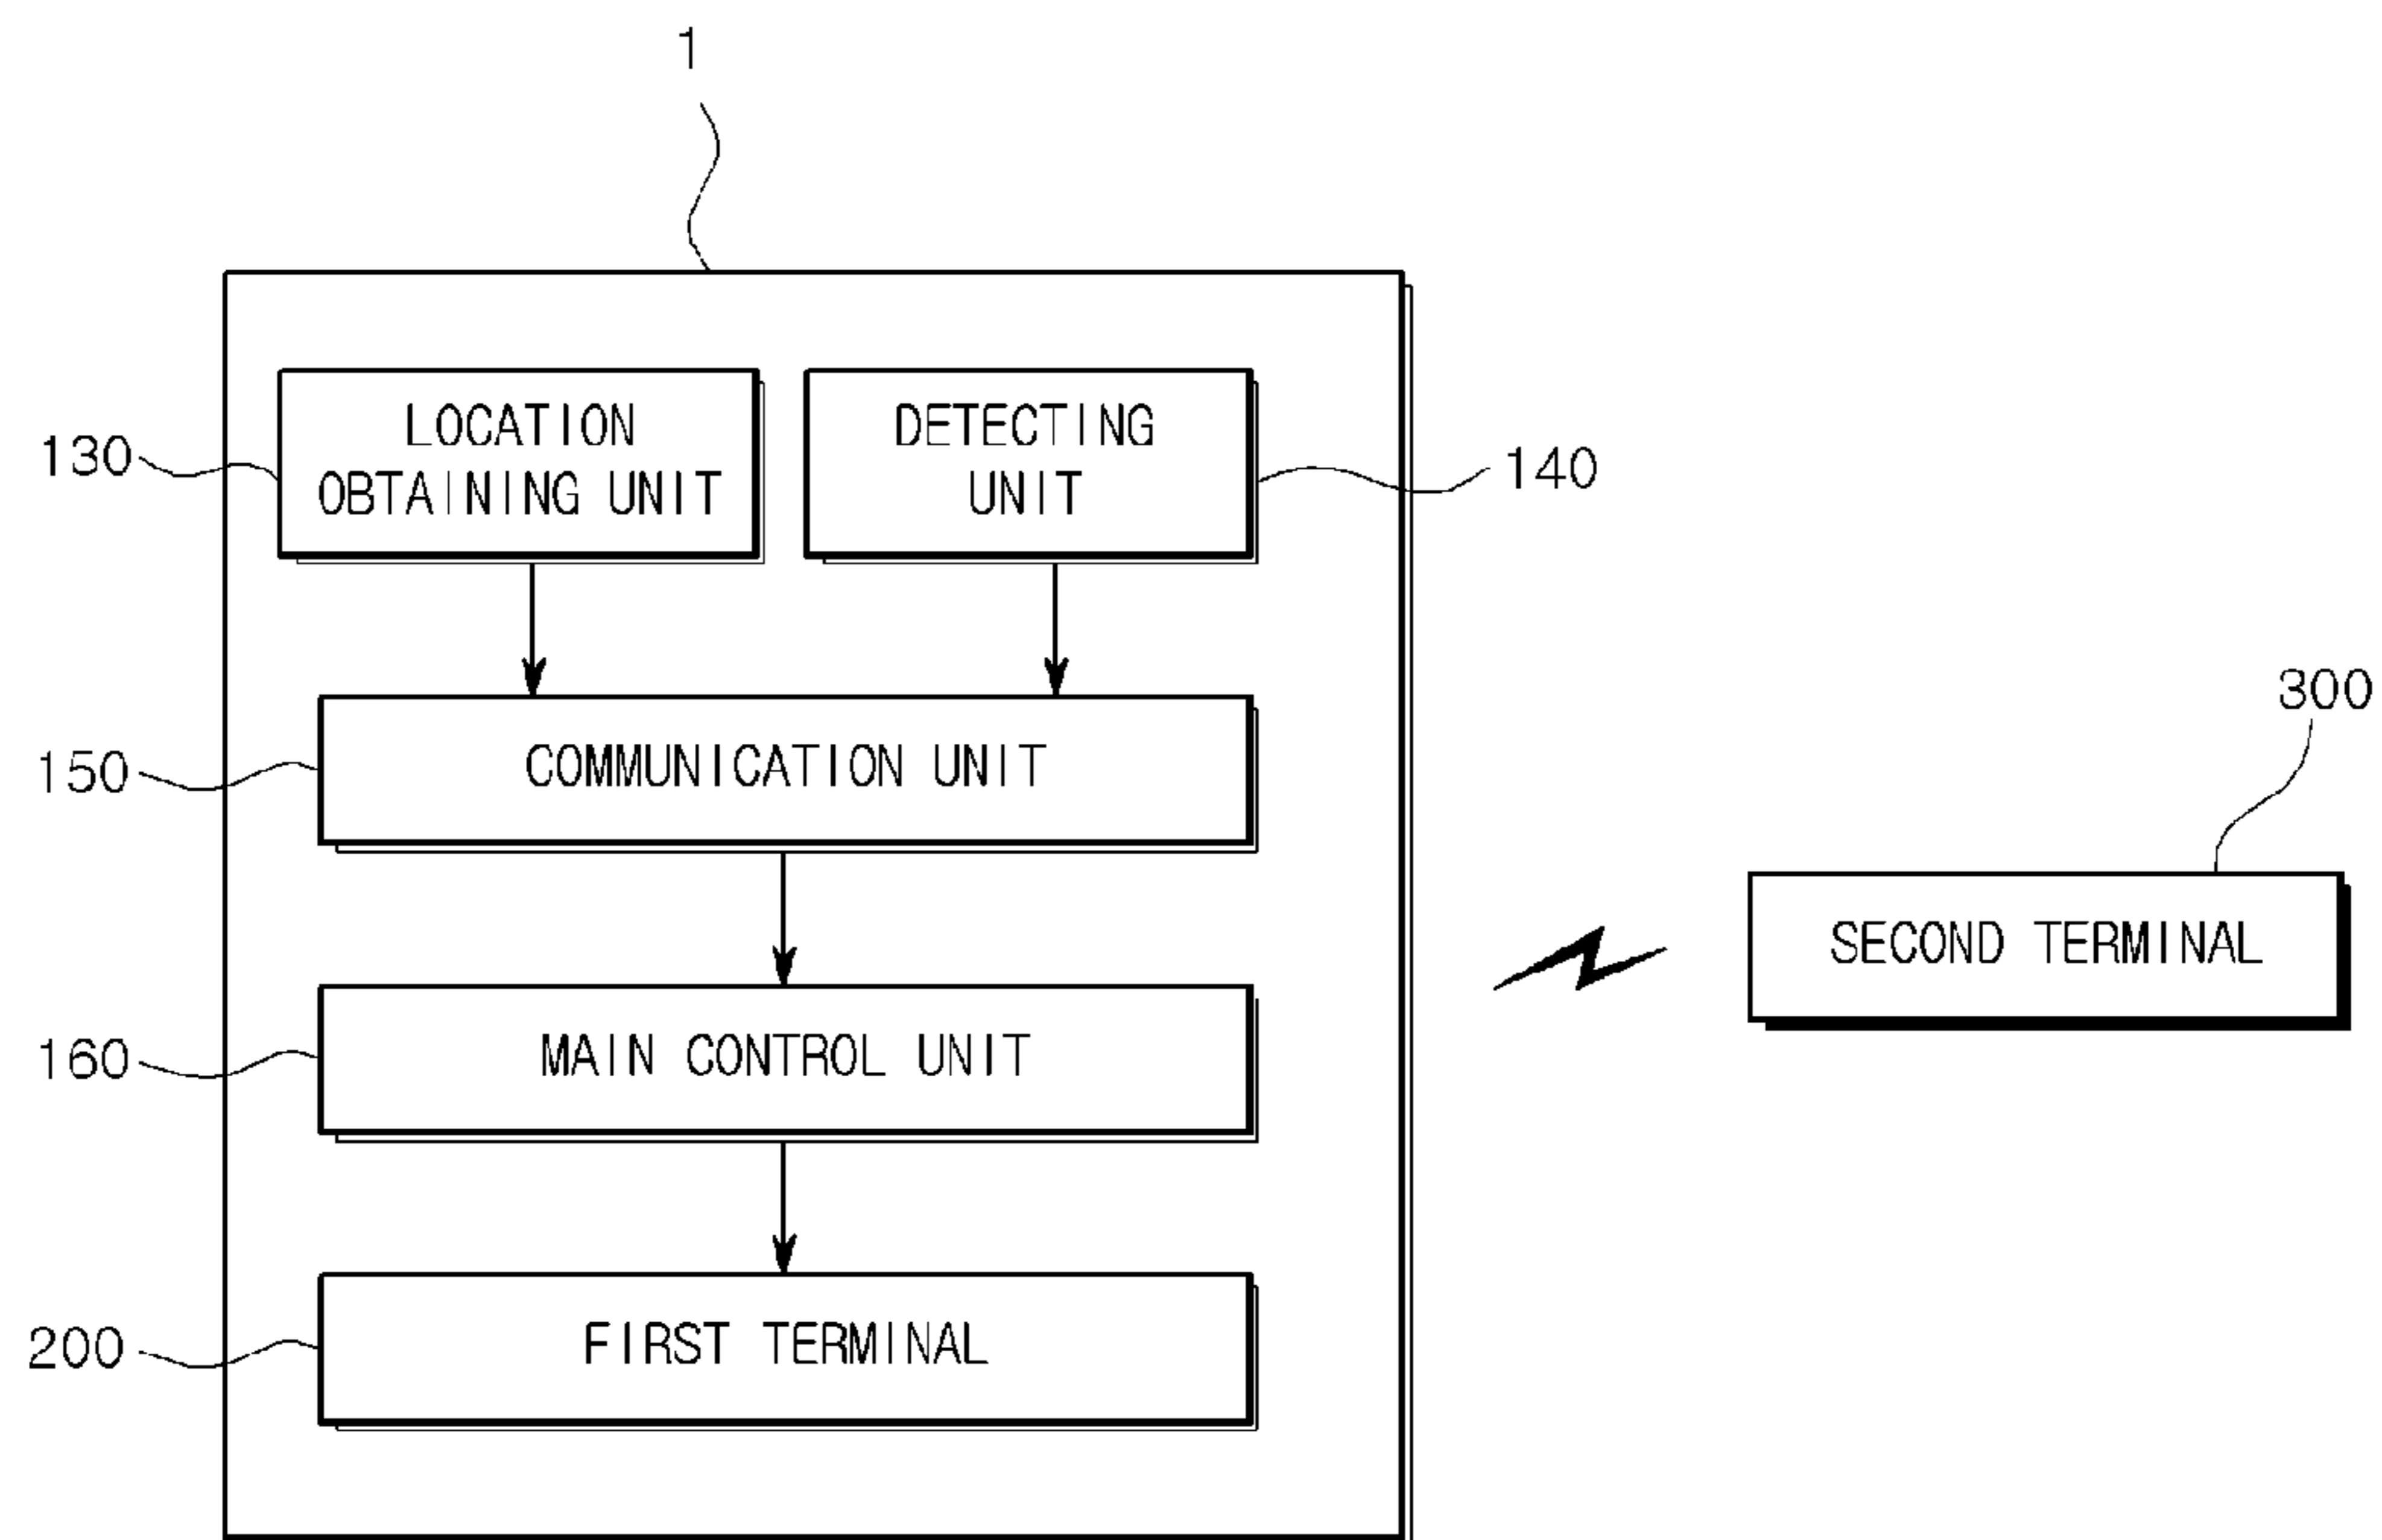 1
LOCATION
OBTAINING UNIT
DETECTING
UNIT
130
140
COMMUNICATION UNIT
150
300
SECOND TERMINAL
MAIN CONTROL UNIT
160
FIRST TERMINAL
200